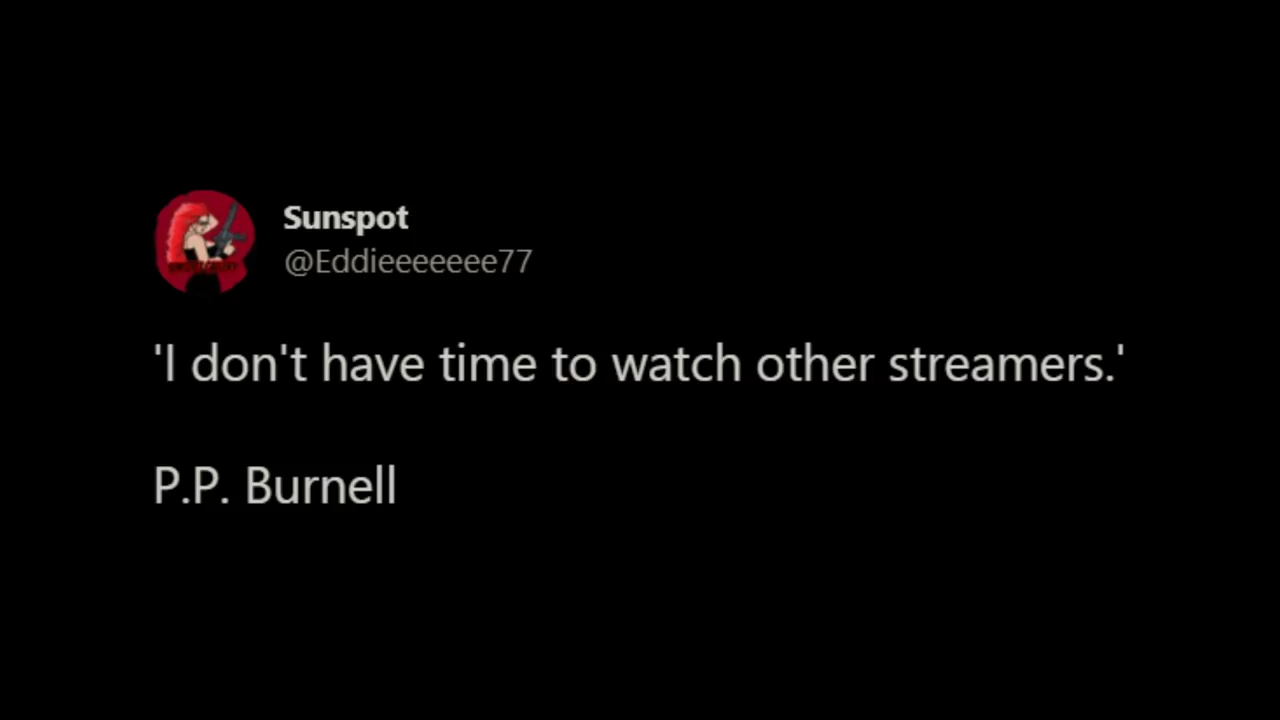 Sunspot
@Eddieeeeeee77
'I don't have time to watch other streamers.'
P.P. Burnell